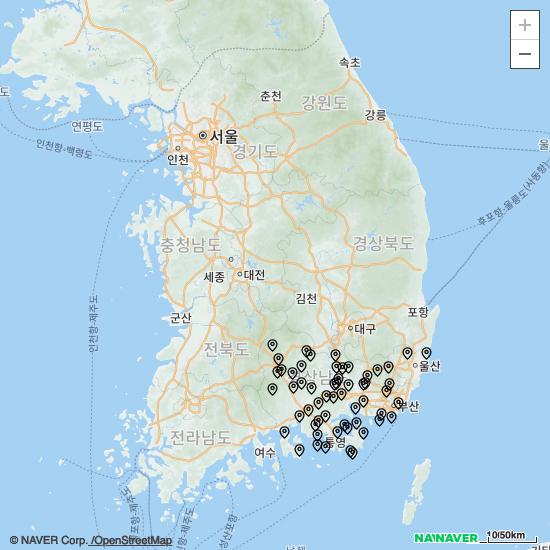 +
−
속초
춘천
강원도
강릉
연평도
서울
인천
경기도
인천항-백령도
후포항-울릉도(사동항)
충청남도
경상북도
세종
대전
김천
인천항-제주도
군산
포항
대구
전북도
울산
부산
전라남도
여수
통영
© NAVER Corp. /OpenStreetMap
NAVER
10/50km